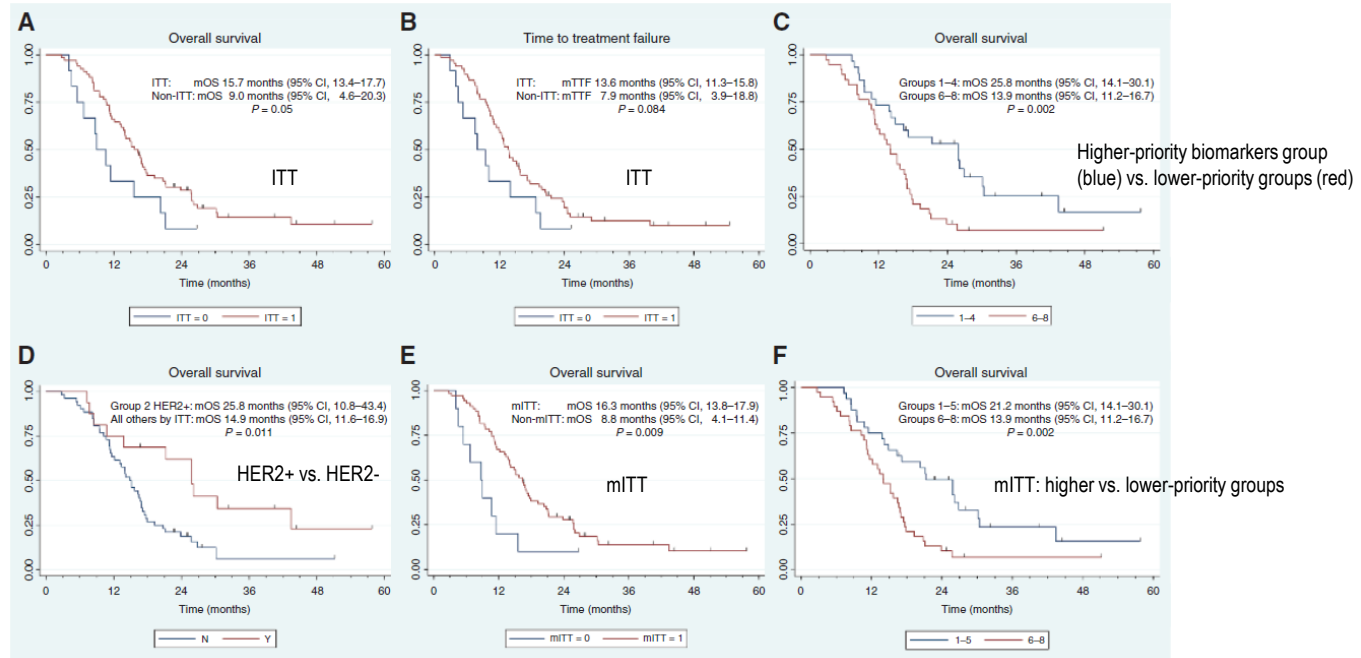 A
Overall survival
ITT: mOS 15.7 months (95% CI, 13.4–17.7)
Non-ITT: mOS 9.0 months (95% CI, 4.6–20.3)
P = 0.05
ITT
1.00
0.75
0.50
0.25
0.00
0 12 24 36 48 60
Time (months)
ITT = 0 ITT = 1
B
Time to treatment failure
ITT: mTTF 13.6 months (95% CI, 11.3–15.8)
Non-ITT: mTTF 7.9 months (95% CI, 3.9–18.8)
P = 0.084
ITT
1.00
0.75
0.50
0.25
0.00
0 12 24 36 48 60
Time (months)
ITT = 0 ITT = 1
C
Overall survival
Groups 1–4: mOS 25.8 months (95% CI, 14.1–30.1)
Groups 6–8: mOS 13.9 months (95% CI, 11.2–16.7)
P = 0.002
1.00
0.75
0.50
0.25
0.00
0 12 24 36 48 60
Time (months)
1–4 6–8
Higher-priority biomarkers group
(blue) vs. lower-priority groups (red)
D
Overall survival
Group 2 HER2+: mOS 25.8 months (95% CI, 10.8–43.4)
All others by ITT: mOS 14.9 months (95% CI, 11.6–16.9)
P = 0.011
HER2+ vs. HER2-
1.00
0.75
0.50
0.25
0.00
0 12 24 36 48 60
Time (months)
N Y
E
Overall survival
mITT: mOS 16.3 months (95% CI, 13.8–17.9)
Non-mITT: mOS 8.8 months (95% CI, 4.1–11.4)
P = 0.009
mITT
1.00
0.75
0.50
0.25
0.00
0 12 24 36 48 60
Time (months)
mITT = 0 mITT = 1
F
Overall survival
Groups 1–5: mOS 21.2 months (95% CI, 14.1–30.1)
Groups 6–8: mOS 13.9 months (95% CI, 11.2–16.7)
P = 0.002
mITT: higher vs. lower-priority groups
1.00
0.75
0.50
0.25
0.00
0 12 24 36 48 60
Time (months)
1–5 6–8